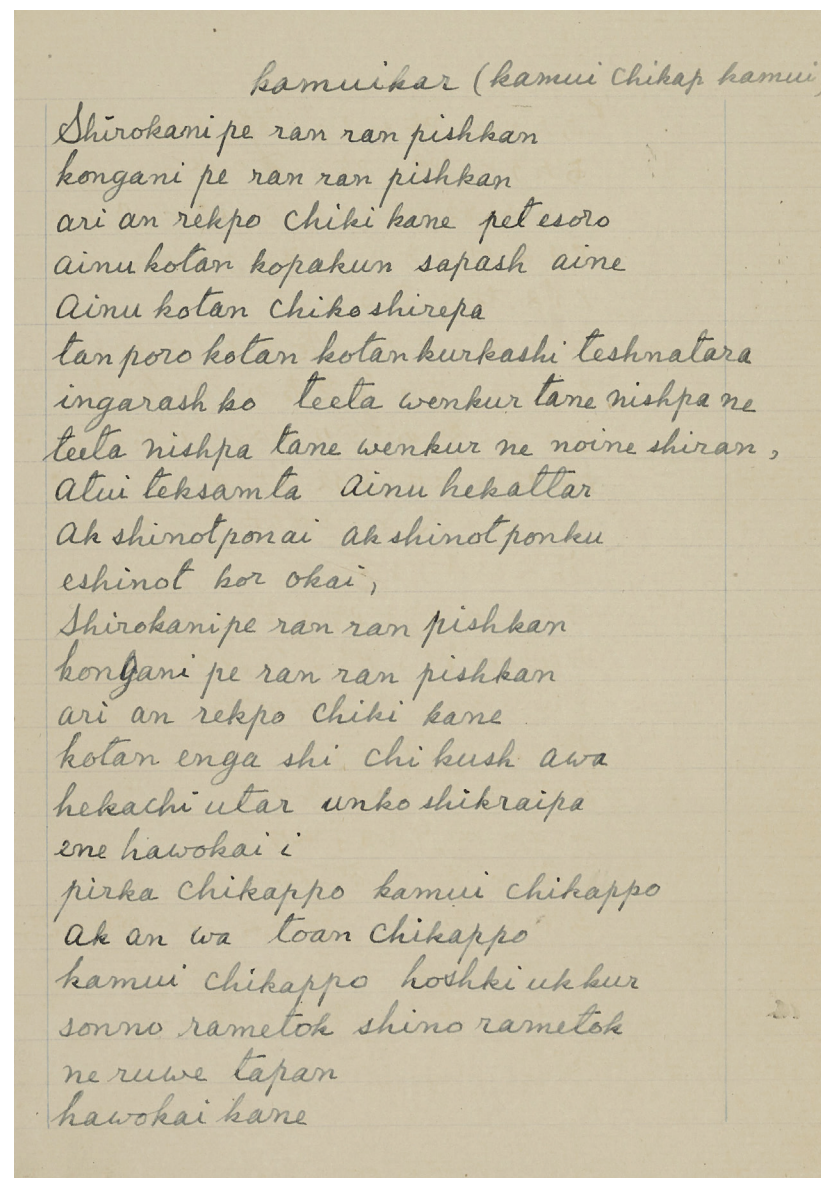 kamuikar (kamui chikap kamui)
Shirokani pe ran ran pishkan
kongani pe ran ran pishkan
ari an rekpo chiki kane pet esoro
ainu kotan kopakun sapash aine
ainu kotan chikoshirepa
tan poro kotan kotankurkashi teshnatara
ingarash ko teeta wenkur tane nishpa ne
teeta nishpa tane wenkur ne noine shiran,
atui teksamta ainu hekattar
ak shinotponai ak shinotponku
eshinot kor okai,
Shirokanipe ran ran pishkan
kongani pe ran ran pishkan
ari an rekpo chiki kane
kotan enga shi chi kush awa
hekachi utar unkoshikraipa
ene hawokai i
pirka chikappo kamui chikappo
ak an wa toan chikappo
kamui chikappo hoshki ukkur
sonno rametok shino rametok
ne ruwe tapan
hawokai kane